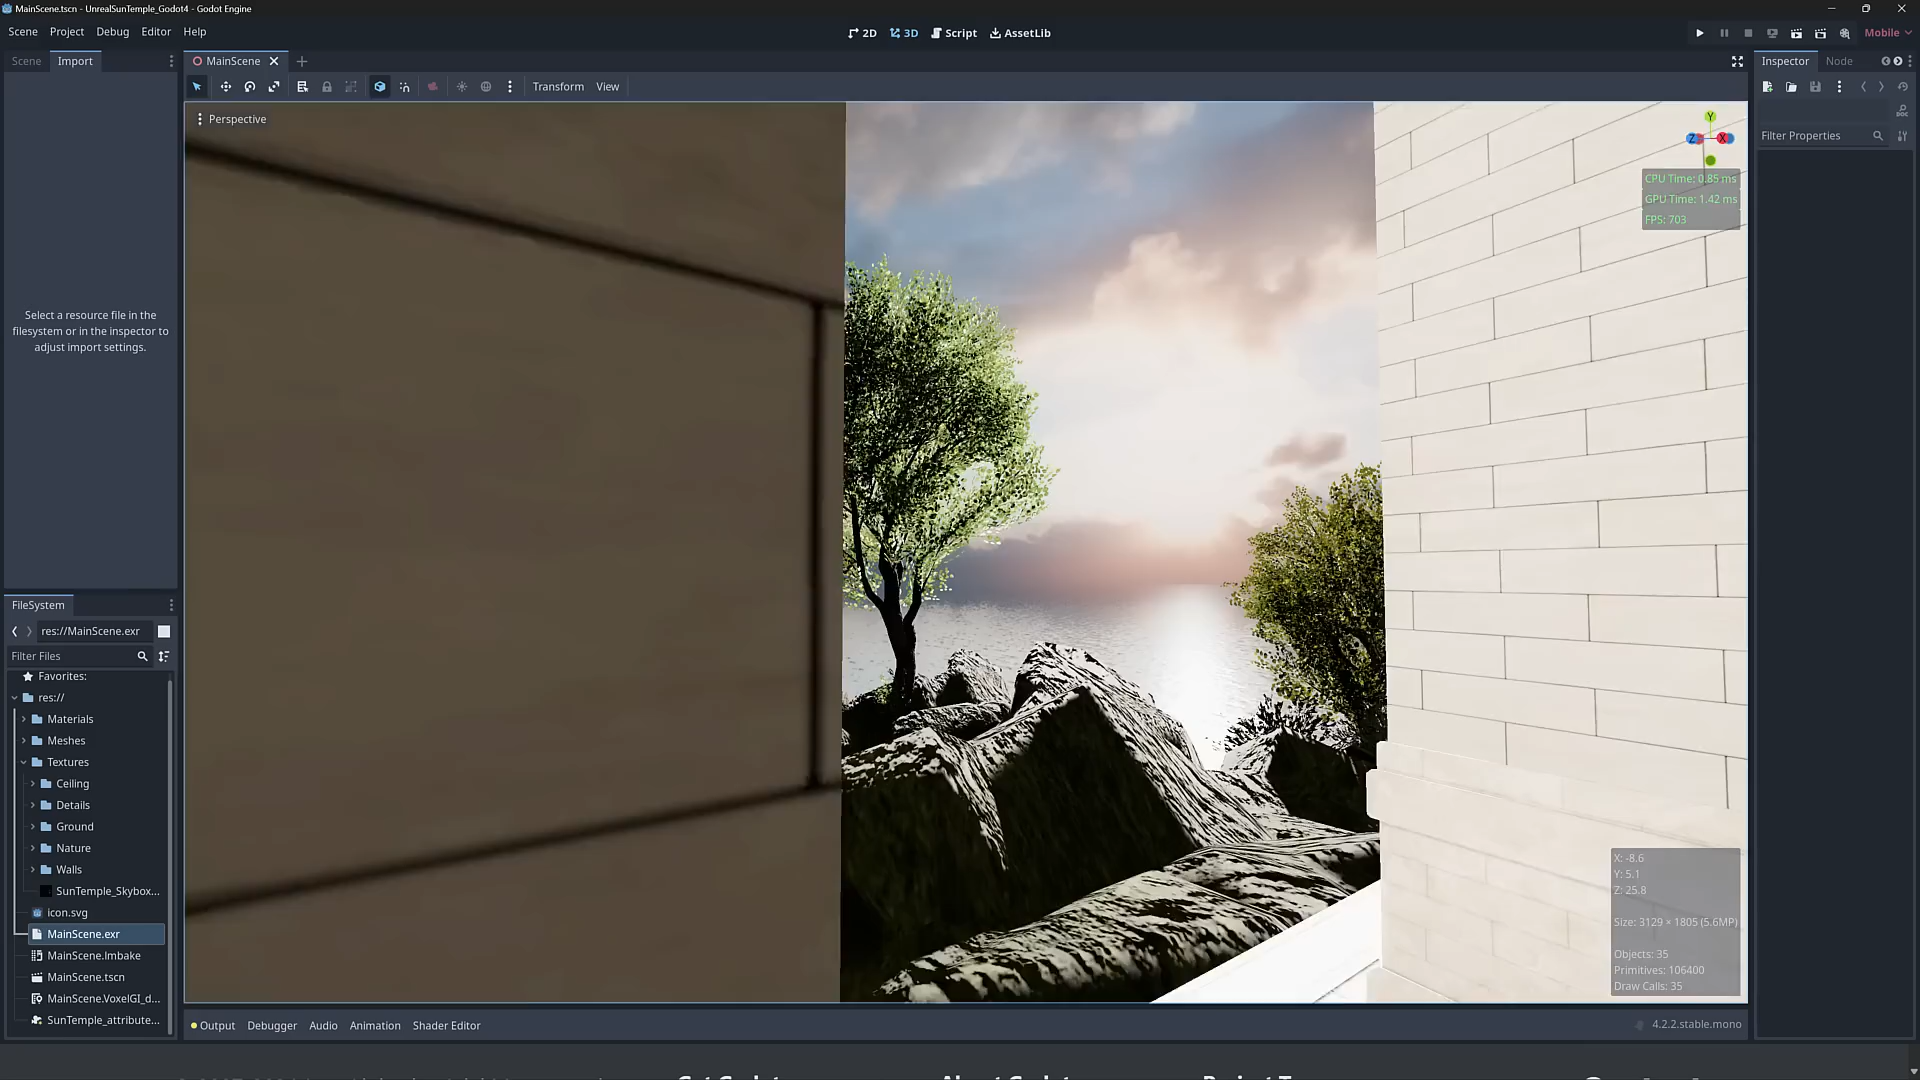 MainScene.tscn - UnrealSunTemple_Godot4 - Godot Engine
Scene Project Debug Editor Help
2D 3D Script AssetLib
Mobile
Scene Import
MainScene
Inspector Node
Transform View
Perspective
Filter Properties
DOC
Y
Z X
CPU Time: 0.85 ms
GPU Time: 1.42 ms
FPS: 703
Select a resource file in the
filesystem or in the inspector to
adjust import settings.
FileSystem
res://MainScene.exr
Filter Files
Favorites:
res://
Materials
Meshes
Textures
Ceiling
Details
Ground
Nature
Walls
SunTemple_Skybox...
icon.svg
MainScene.exr
MainScene.lmbake
MainScene.tscn
MainScene.VoxelGI_d...
SunTemple_attribute...
X: -8.6
Y: 5.1
Z: 25.8
Size: 3129 × 1805 (5.6MP)
Objects: 35
Primitives: 106400
Draw Calls: 35
Output Debugger Audio Animation Shader Editor
4.2.2.stable.mono